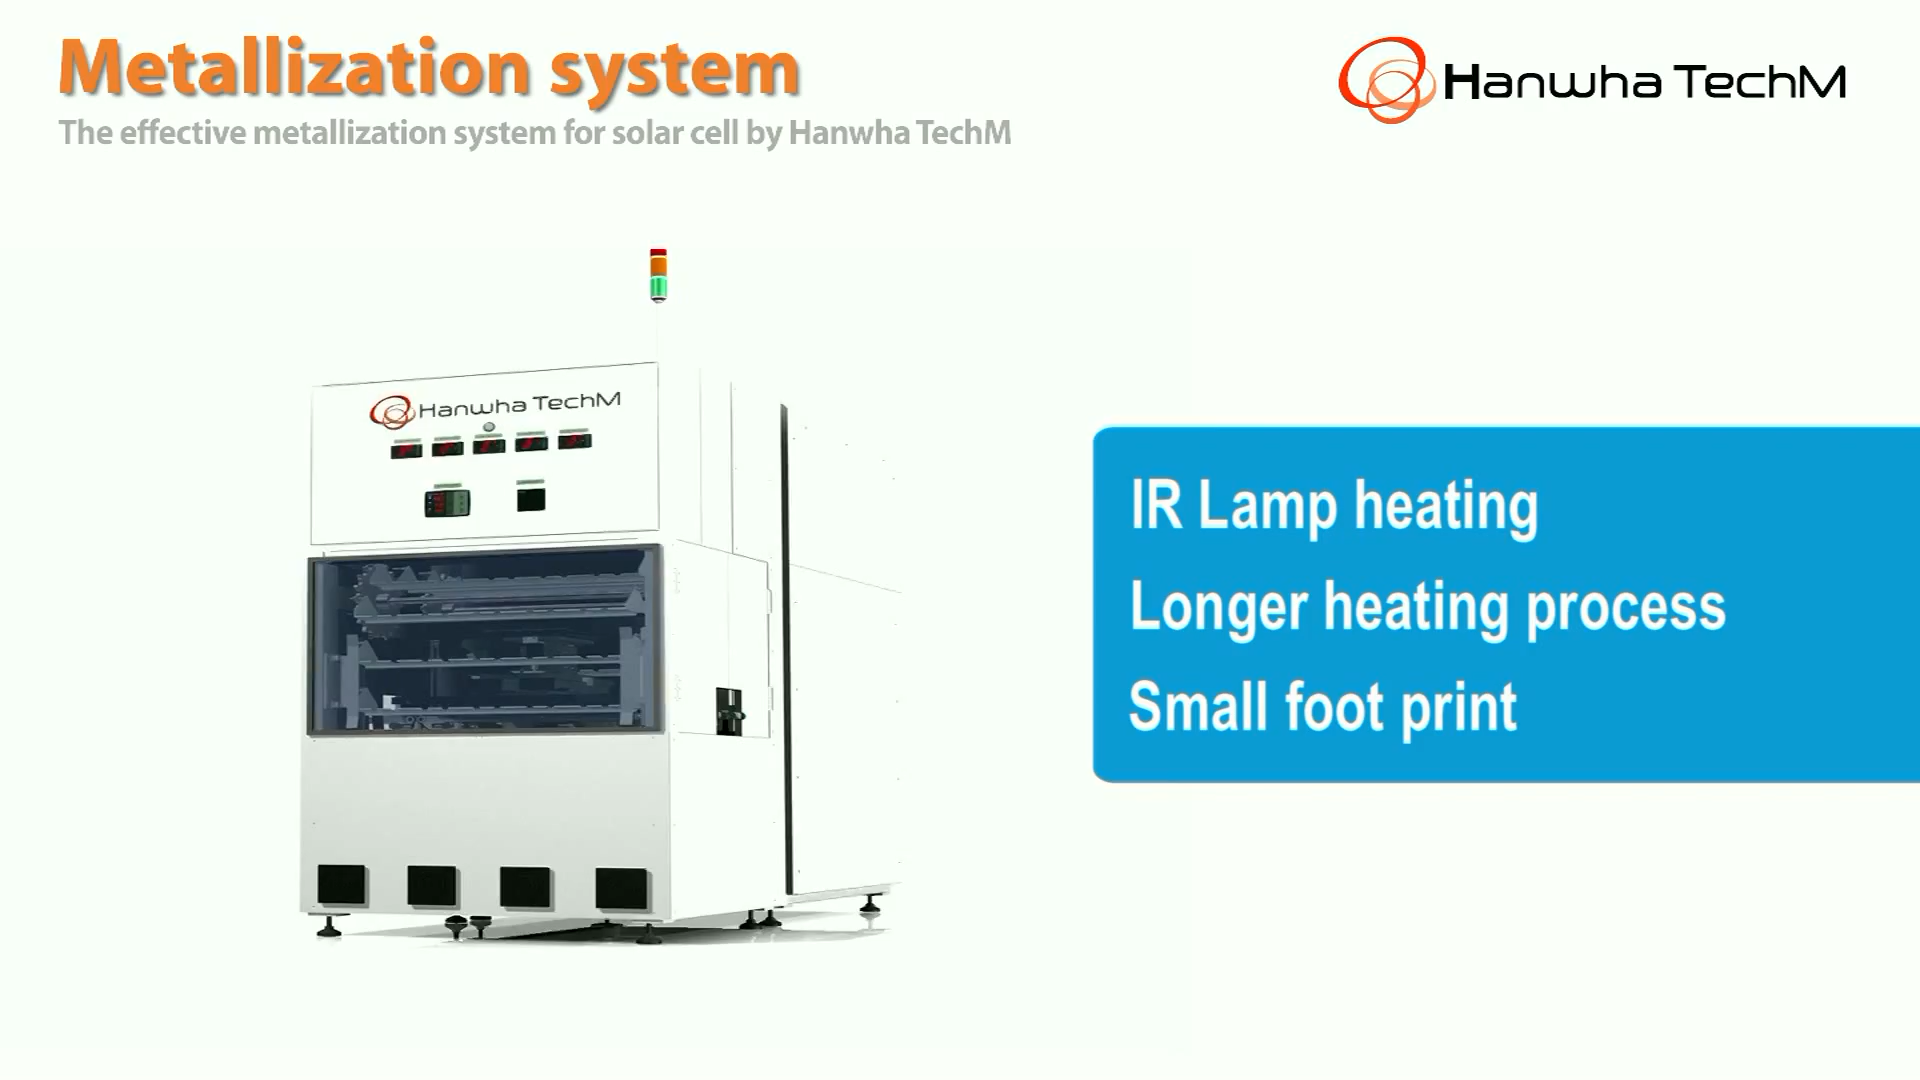 Metallization system
The effective metallization system for solar cell by Hanwha TechM
Hanwha TechM
Hanwha TechM
IR Lamp heating
Longer heating process
Small foot print